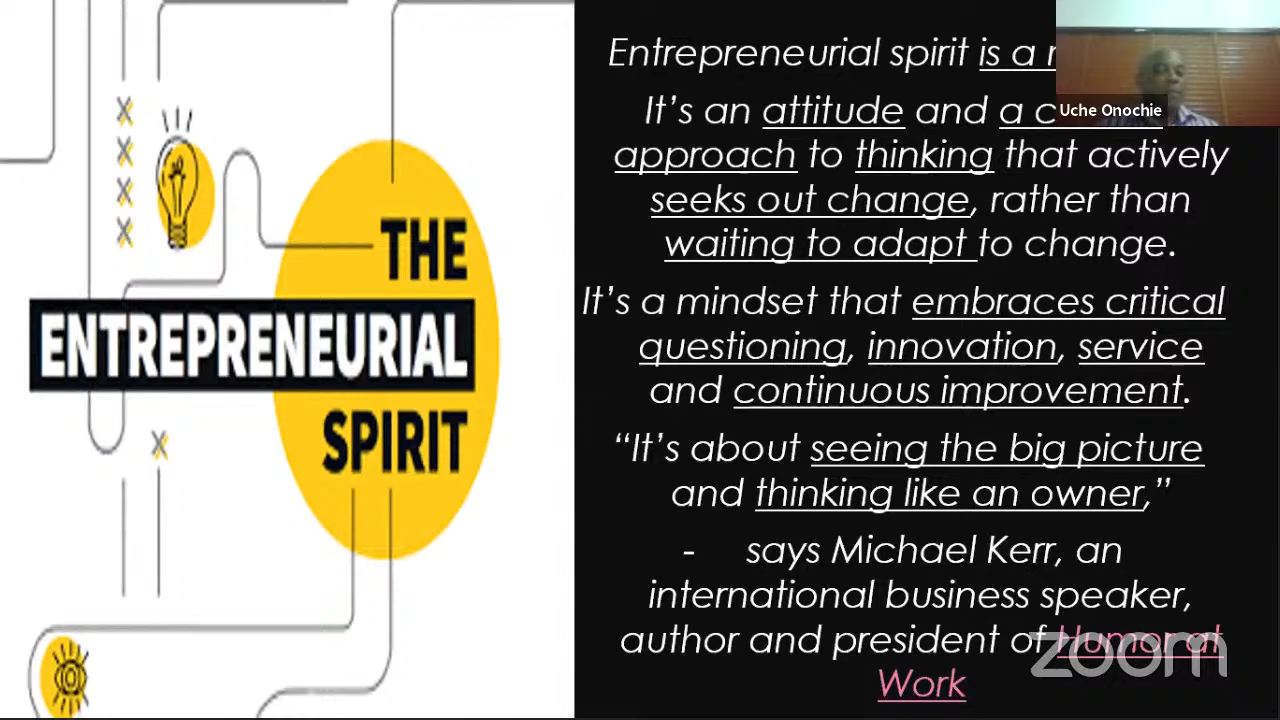 THE
ENTREPRENEURIAL
SPIRIT
Entrepreneurial spirit is a
It’s an attitude and a
approach to thinking that actively
seeks out change, rather than
waiting to adapt to change.
It’s a mindset that embraces critical
questioning, innovation, service
and continuous improvement.
“It’s about seeing the big picture
and thinking like an owner,”
- says Michael Kerr, an
international business speaker,
author and president of Humor at
Work
Uche Onochie
zoom